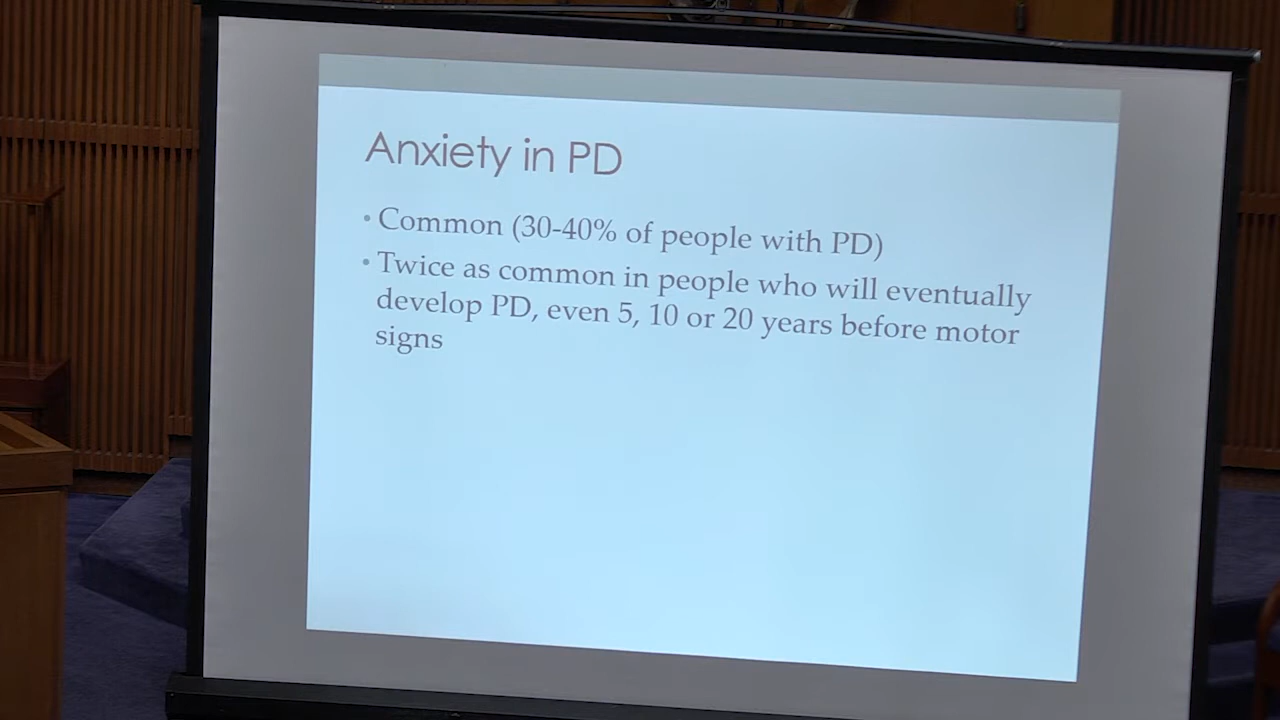 Anxiety in PD
• Common (30-40% of people with PD)
• Twice as common in people who will eventually
develop PD, even 5, 10 or 20 years before motor
signs